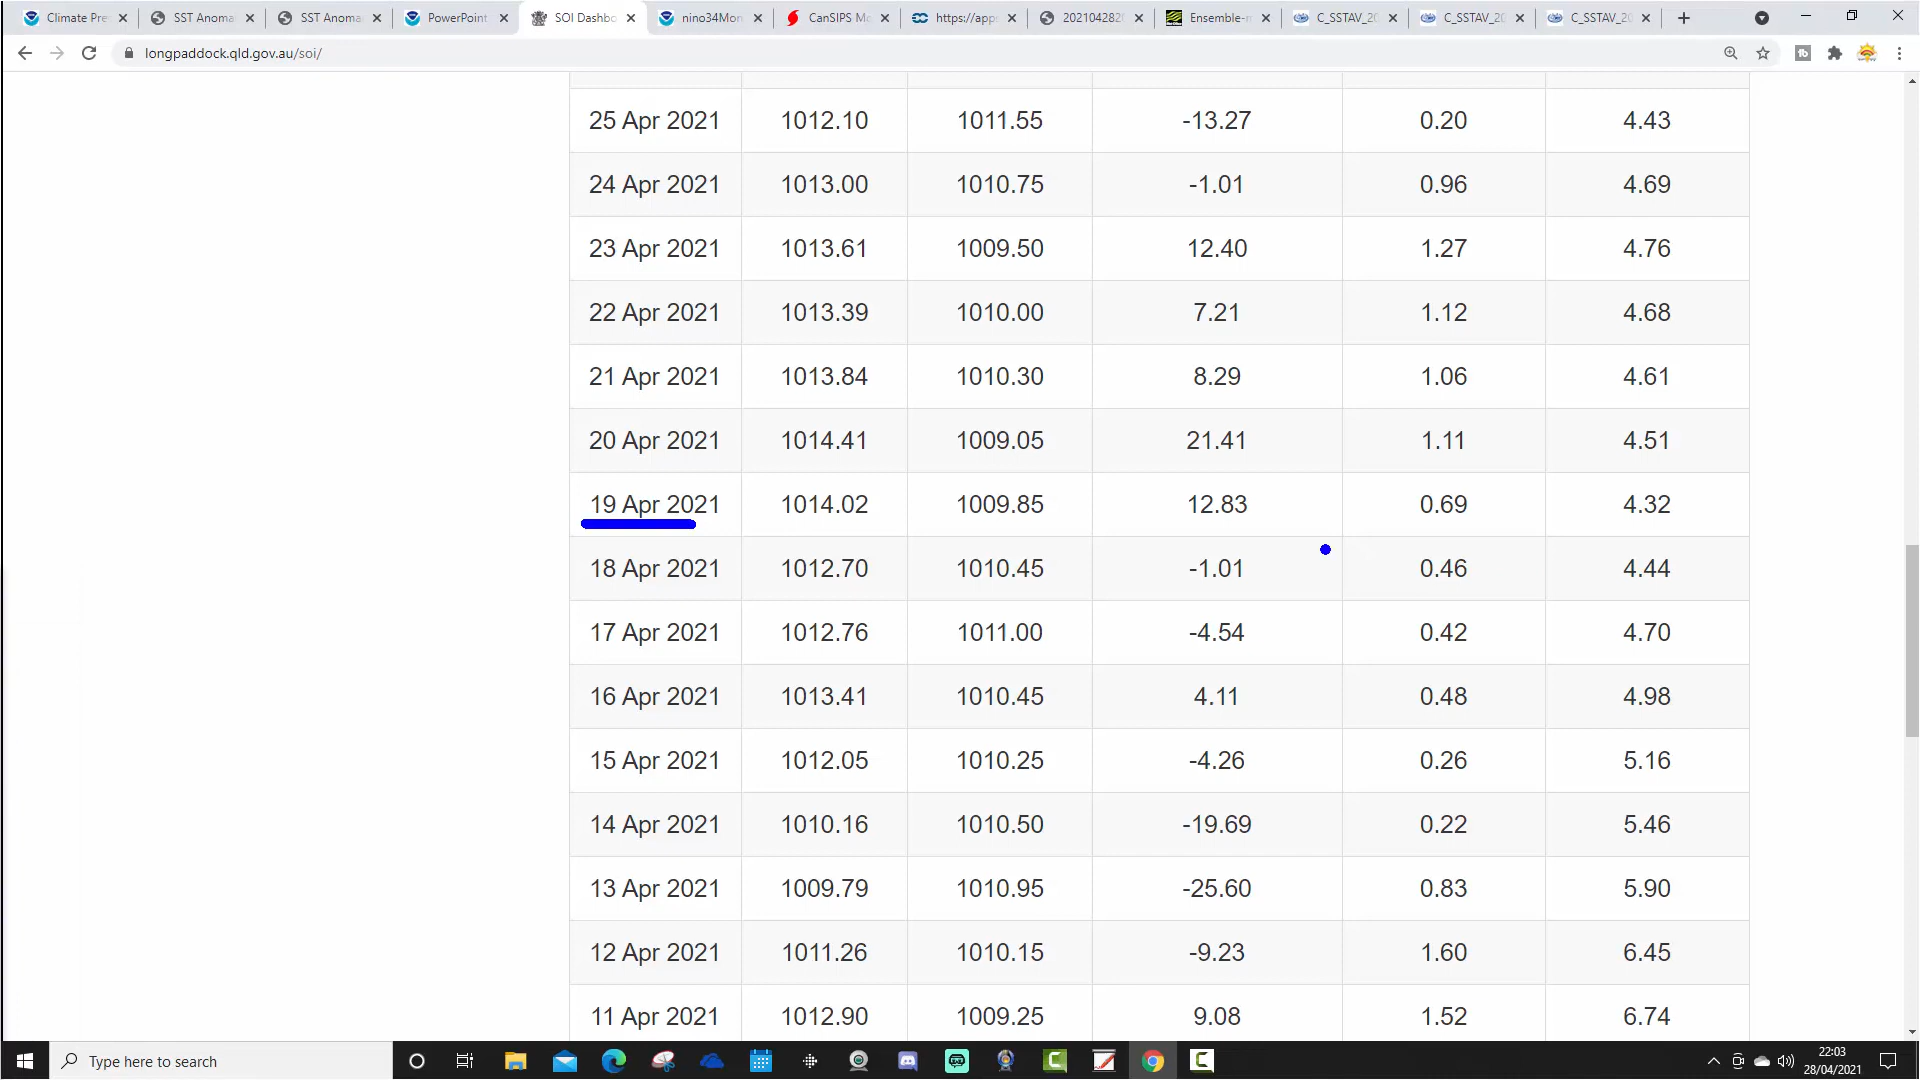 Climate Pre
SST Anoma
SST Anoma
PowerPoint
SOI Dashbo
nino34Mon
CanSIPS Mo
https://apps
2021042820
Ensemble-m
C_SSTAV_20
C_SSTAV_20
C_SSTAV_20
longpaddock.qld.gov.au/soi/
25 Apr 2021 1012.10 1011.55 -13.27 0.20 4.43
24 Apr 2021 1013.00 1010.75 -1.01 0.96 4.69
23 Apr 2021 1013.61 1009.50 12.40 1.27 4.76
22 Apr 2021 1013.39 1010.00 7.21 1.12 4.68
21 Apr 2021 1013.84 1010.30 8.29 1.06 4.61
20 Apr 2021 1014.41 1009.05 21.41 1.11 4.51
19 Apr 2021 1014.02 1009.85 12.83 0.69 4.32
18 Apr 2021 1012.70 1010.45 -1.01 0.46 4.44
17 Apr 2021 1012.76 1011.00 -4.54 0.42 4.70
16 Apr 2021 1013.41 1010.45 4.11 0.48 4.98
15 Apr 2021 1012.05 1010.25 -4.26 0.26 5.16
14 Apr 2021 1010.16 1010.50 -19.69 0.22 5.46
13 Apr 2021 1009.79 1010.95 -25.60 0.83 5.90
12 Apr 2021 1011.26 1010.15 -9.23 1.60 6.45
11 Apr 2021 1012.90 1009.25 9.08 1.52 6.74
Type here to search
22:03
28/04/2021